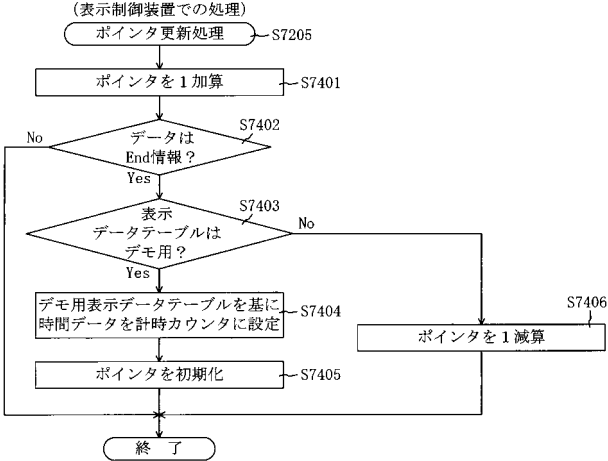 (表示制御装置での処理)
ポインタ更新処理
S7205
ポインタを1加算
S7401
S7402
No
データは
End情報?
Yes
S7403
表示
データテーブルは
デモ用?
No
Yes
デモ用表示データテーブルを基に
時間データを計時カウンタに設定
S7404
S7406
ポインタを1減算
ポインタを初期化
S7405
終 了